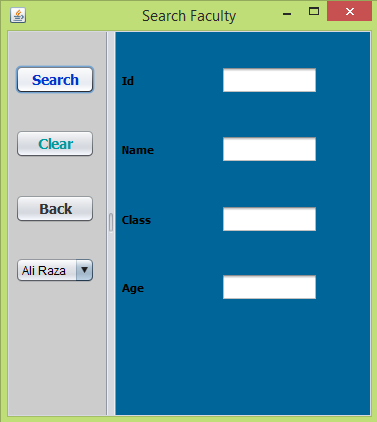 Search Faculty
Search
Clear
Back
Ali Raza
Id
Name
Class
Age